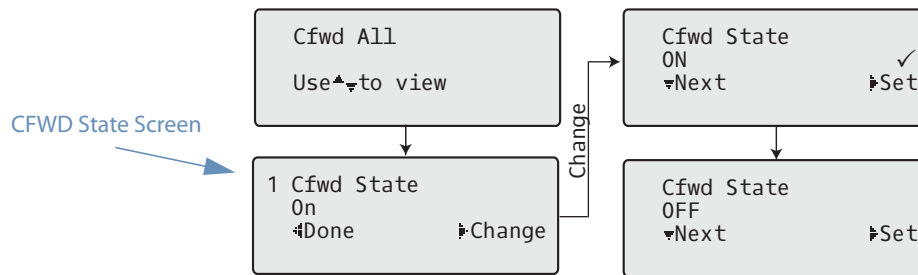 Cfwd All
Use▲▼to view
CFWD State Screen
1 Cfwd State
On
◀Done ▶Change
Change
Cfwd State
ON ✓
▼Next ▶Set
Cfwd State
OFF
▼Next ▶Set